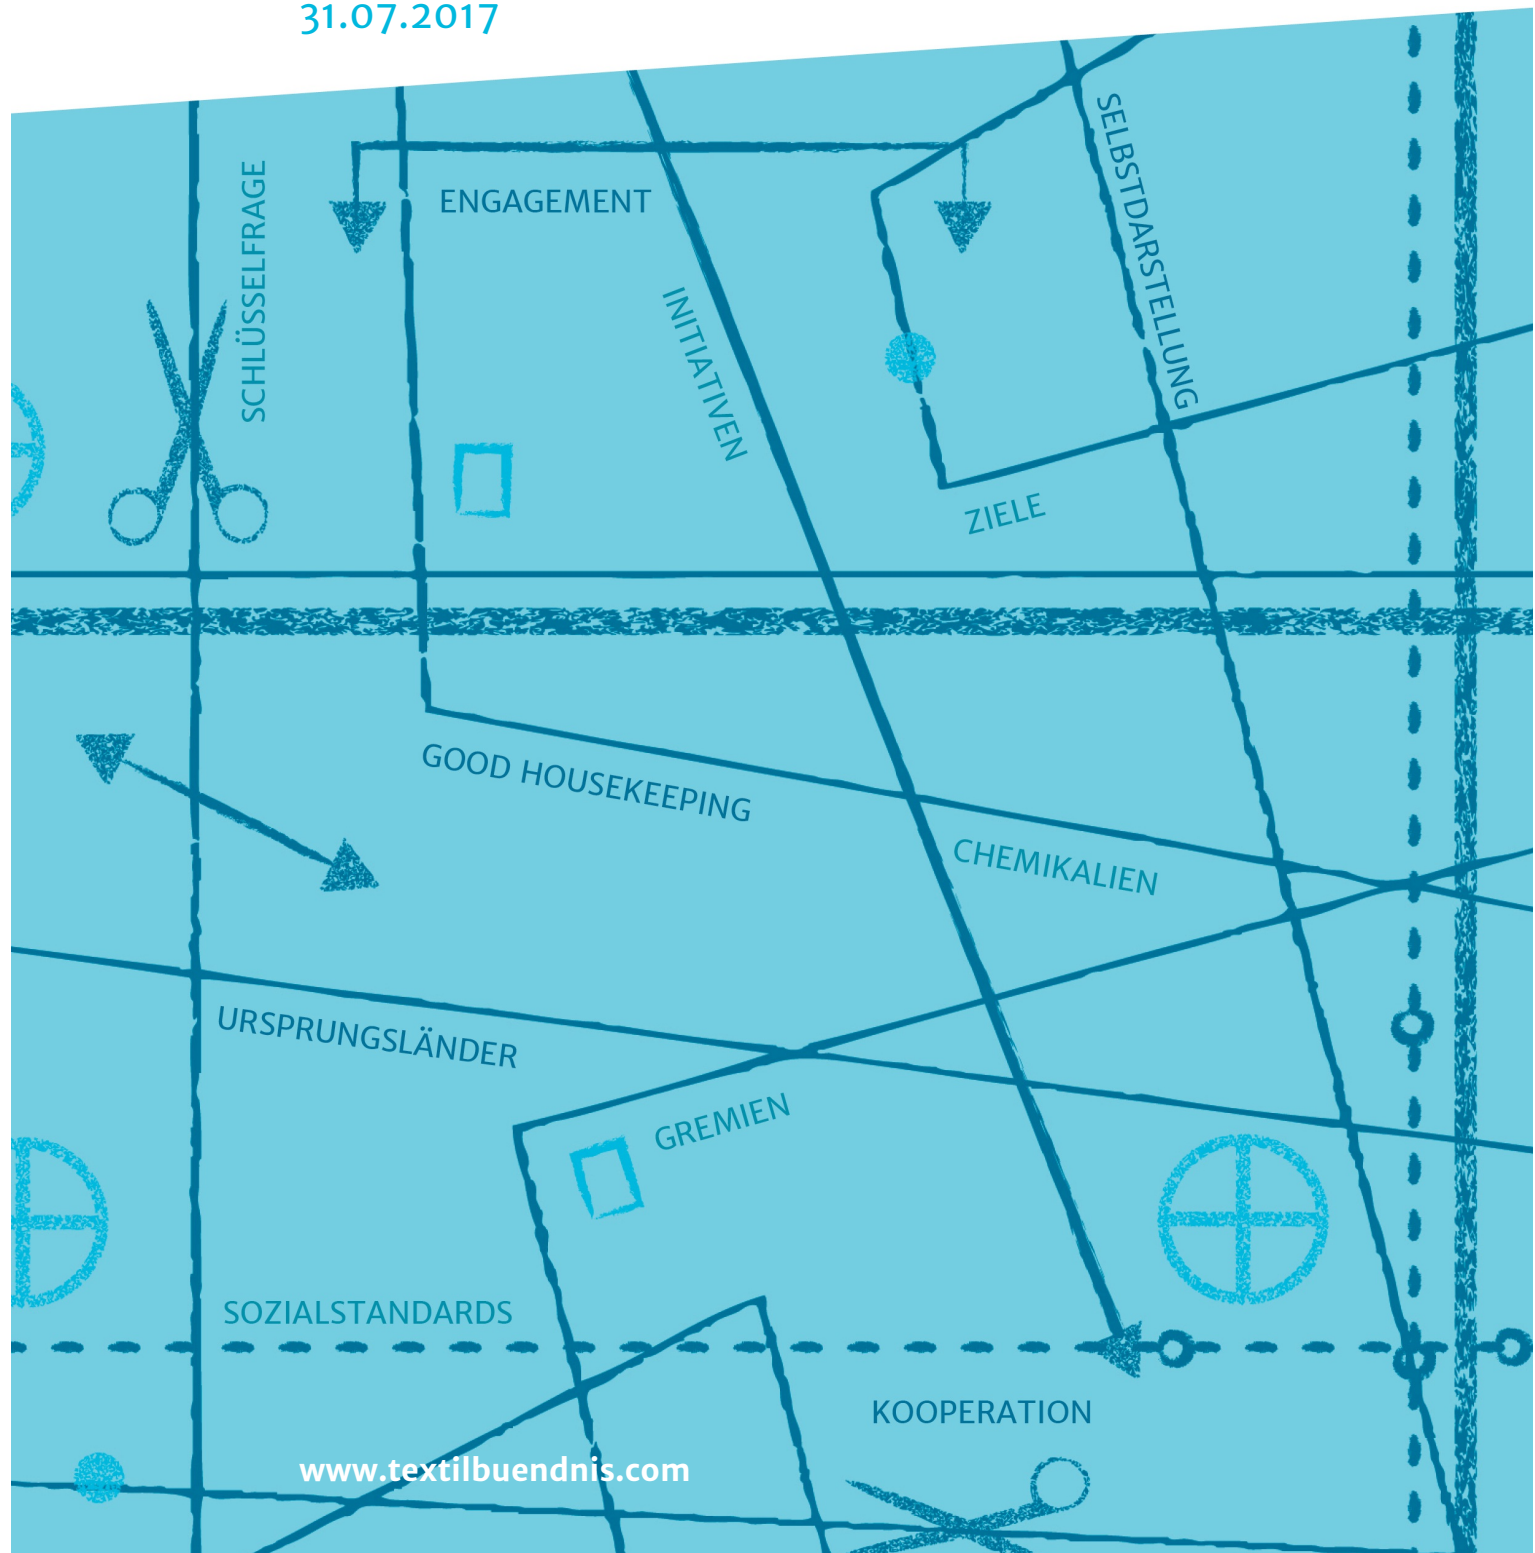 31.07.2017
SELBSTDARSTELLUNG
SCHLÜSSELFRAGE
ENGAGEMENT
INITIATIVEN
ZIELE
GOOD HOUSEKEEPING
CHEMIKALIEN
URSPRUNGSLÄNDER
GREMIEN
SOZIALSTANDARDS
KOOPERATION
www.textilbuendnis.com